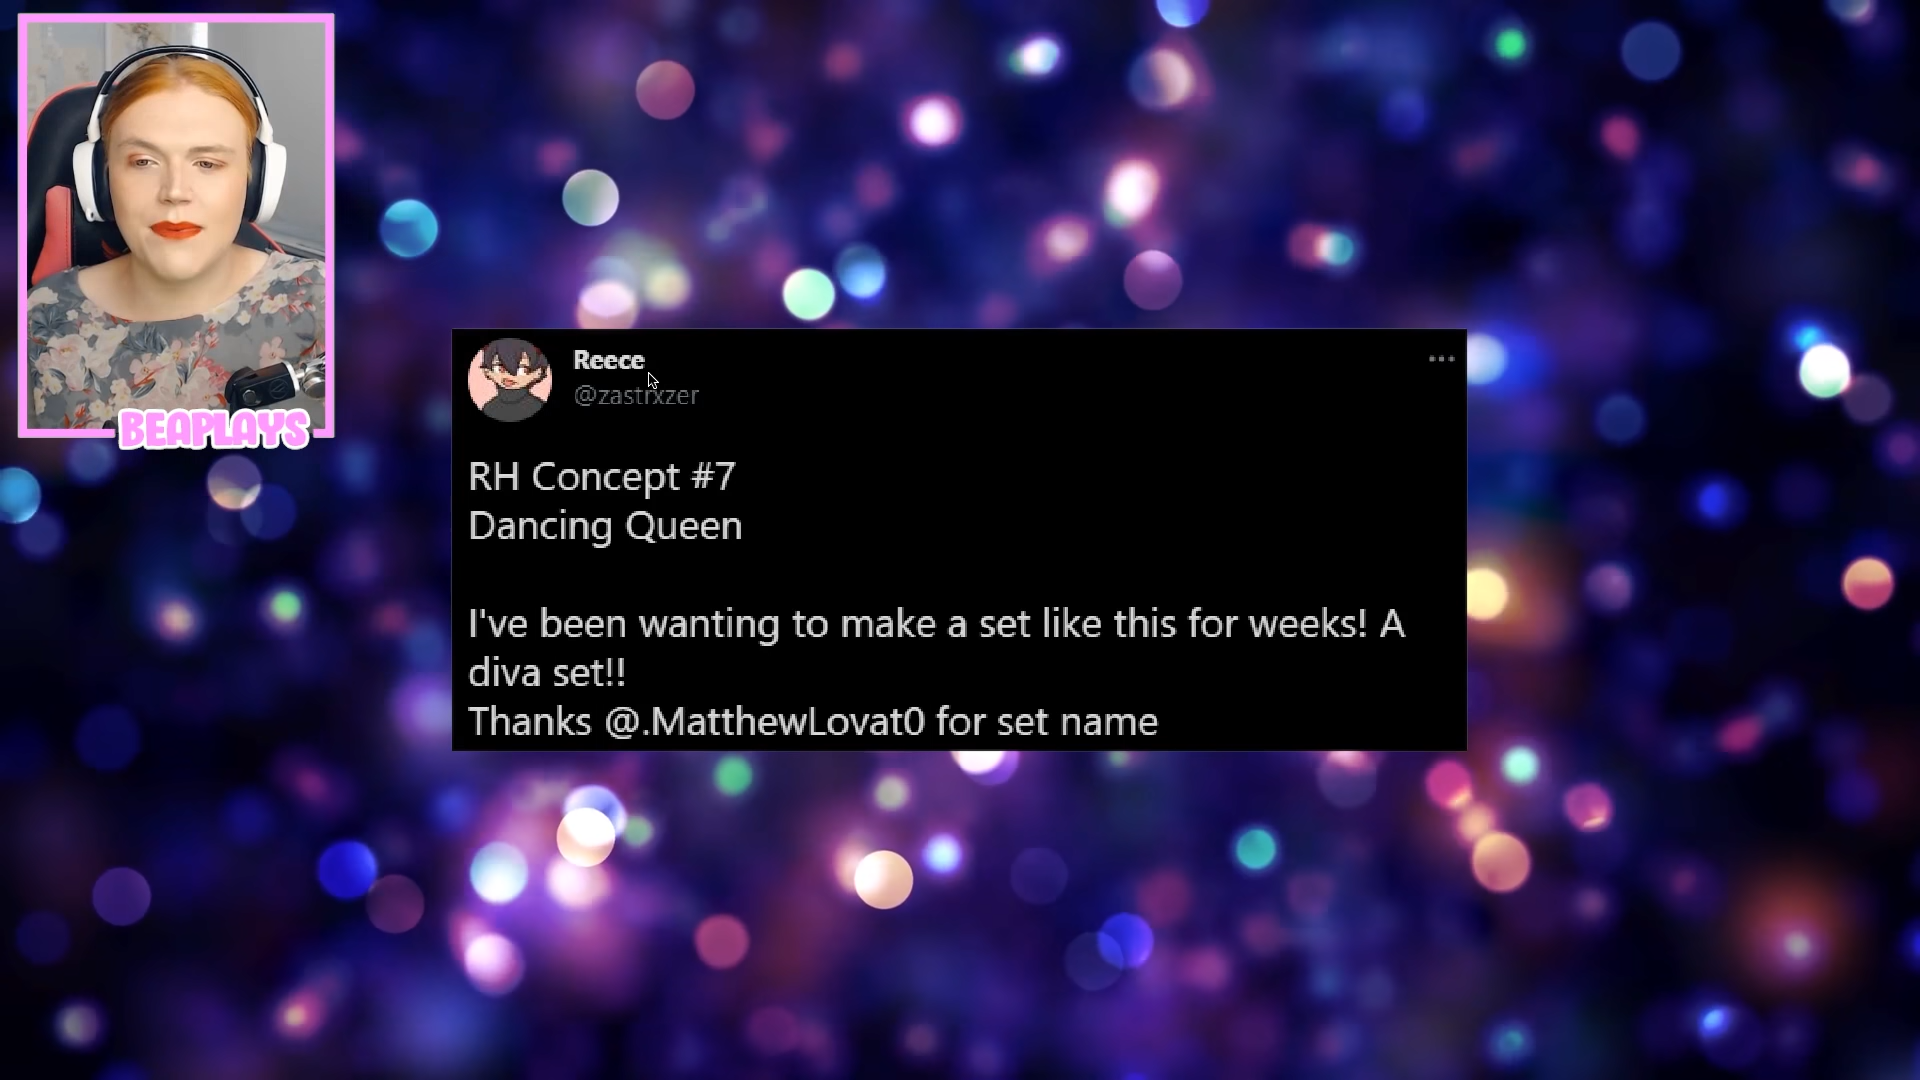 BEAPLAYS
Reece
@zastrxzer
RH Concept #7
Dancing Queen
I've been wanting to make a set like this for weeks! A
diva set!!
Thanks @.MatthewLovat0 for set name